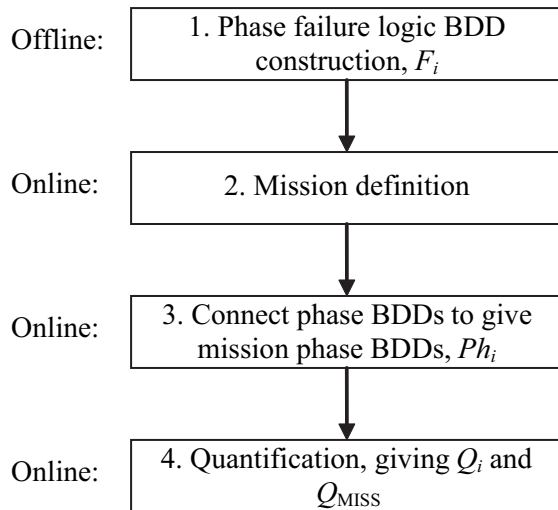 Offline:
1. Phase failure logic BDD
construction, Fi
Online:
2. Mission definition
Online:
3. Connect phase BDDs to give
mission phase BDDs, Phi
Online:
4. Quantification, giving Qi and
QMISS